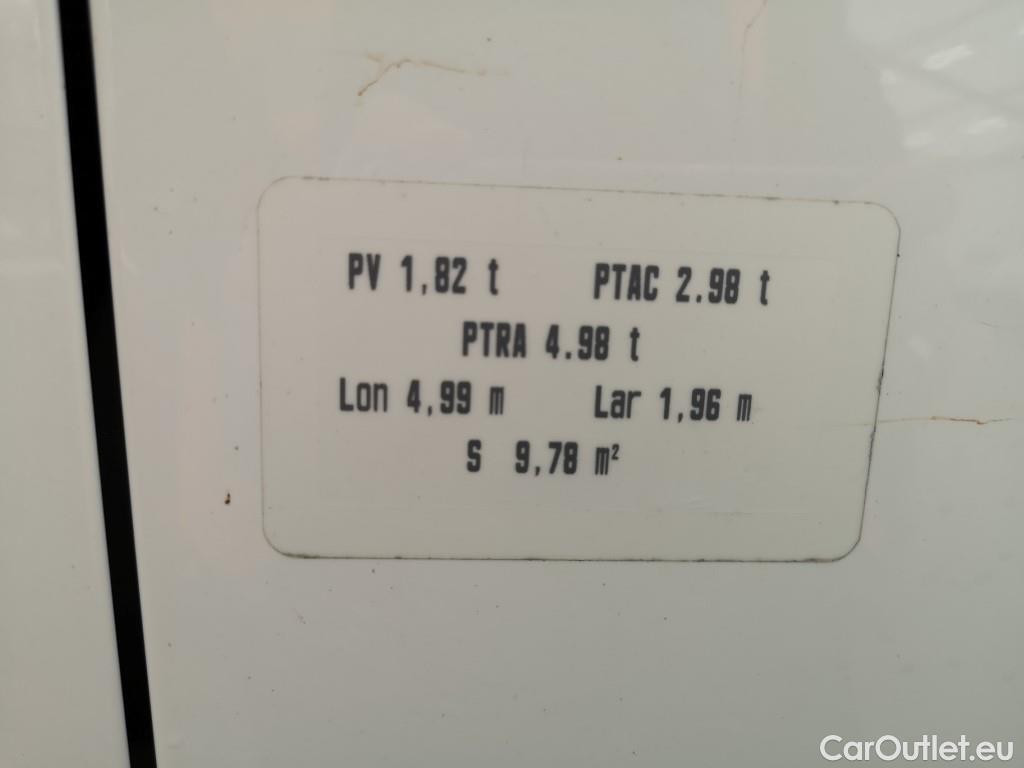 PV 1,82 t PTAC 2.98 t
PTRA 4.98 t
Lon 4,99 m Lar 1,96 m
S 9,78 m²
CarOutlet.eu